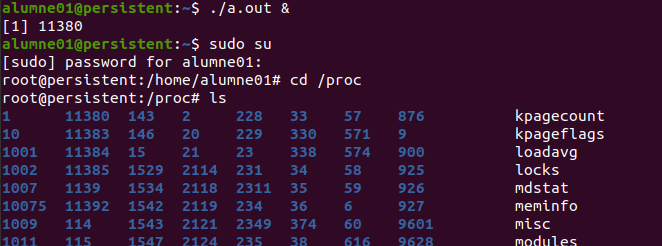 alumne01@persistent:~$ ./a.out &
[1] 11380
alumne01@persistent:~$ sudo su
[sudo] password for alumne01:
root@persistent:/home/alumne01# cd /proc
root@persistent:/proc# ls
1 11380 143 2 228 33 57 876 kpagecount
10 11383 146 20 229 330 571 9 kpageflags
1001 11384 15 21 23 338 574 900 loadavg
1002 11385 1529 2114 231 34 58 925 locks
1007 1139 1534 2118 2311 35 59 926 mdstat
10075 11392 1542 2119 234 36 6 927 meminfo
1009 114 1543 2121 2349 374 60 9601 misc
1011 115 1547 2124 235 38 616 9628 modules